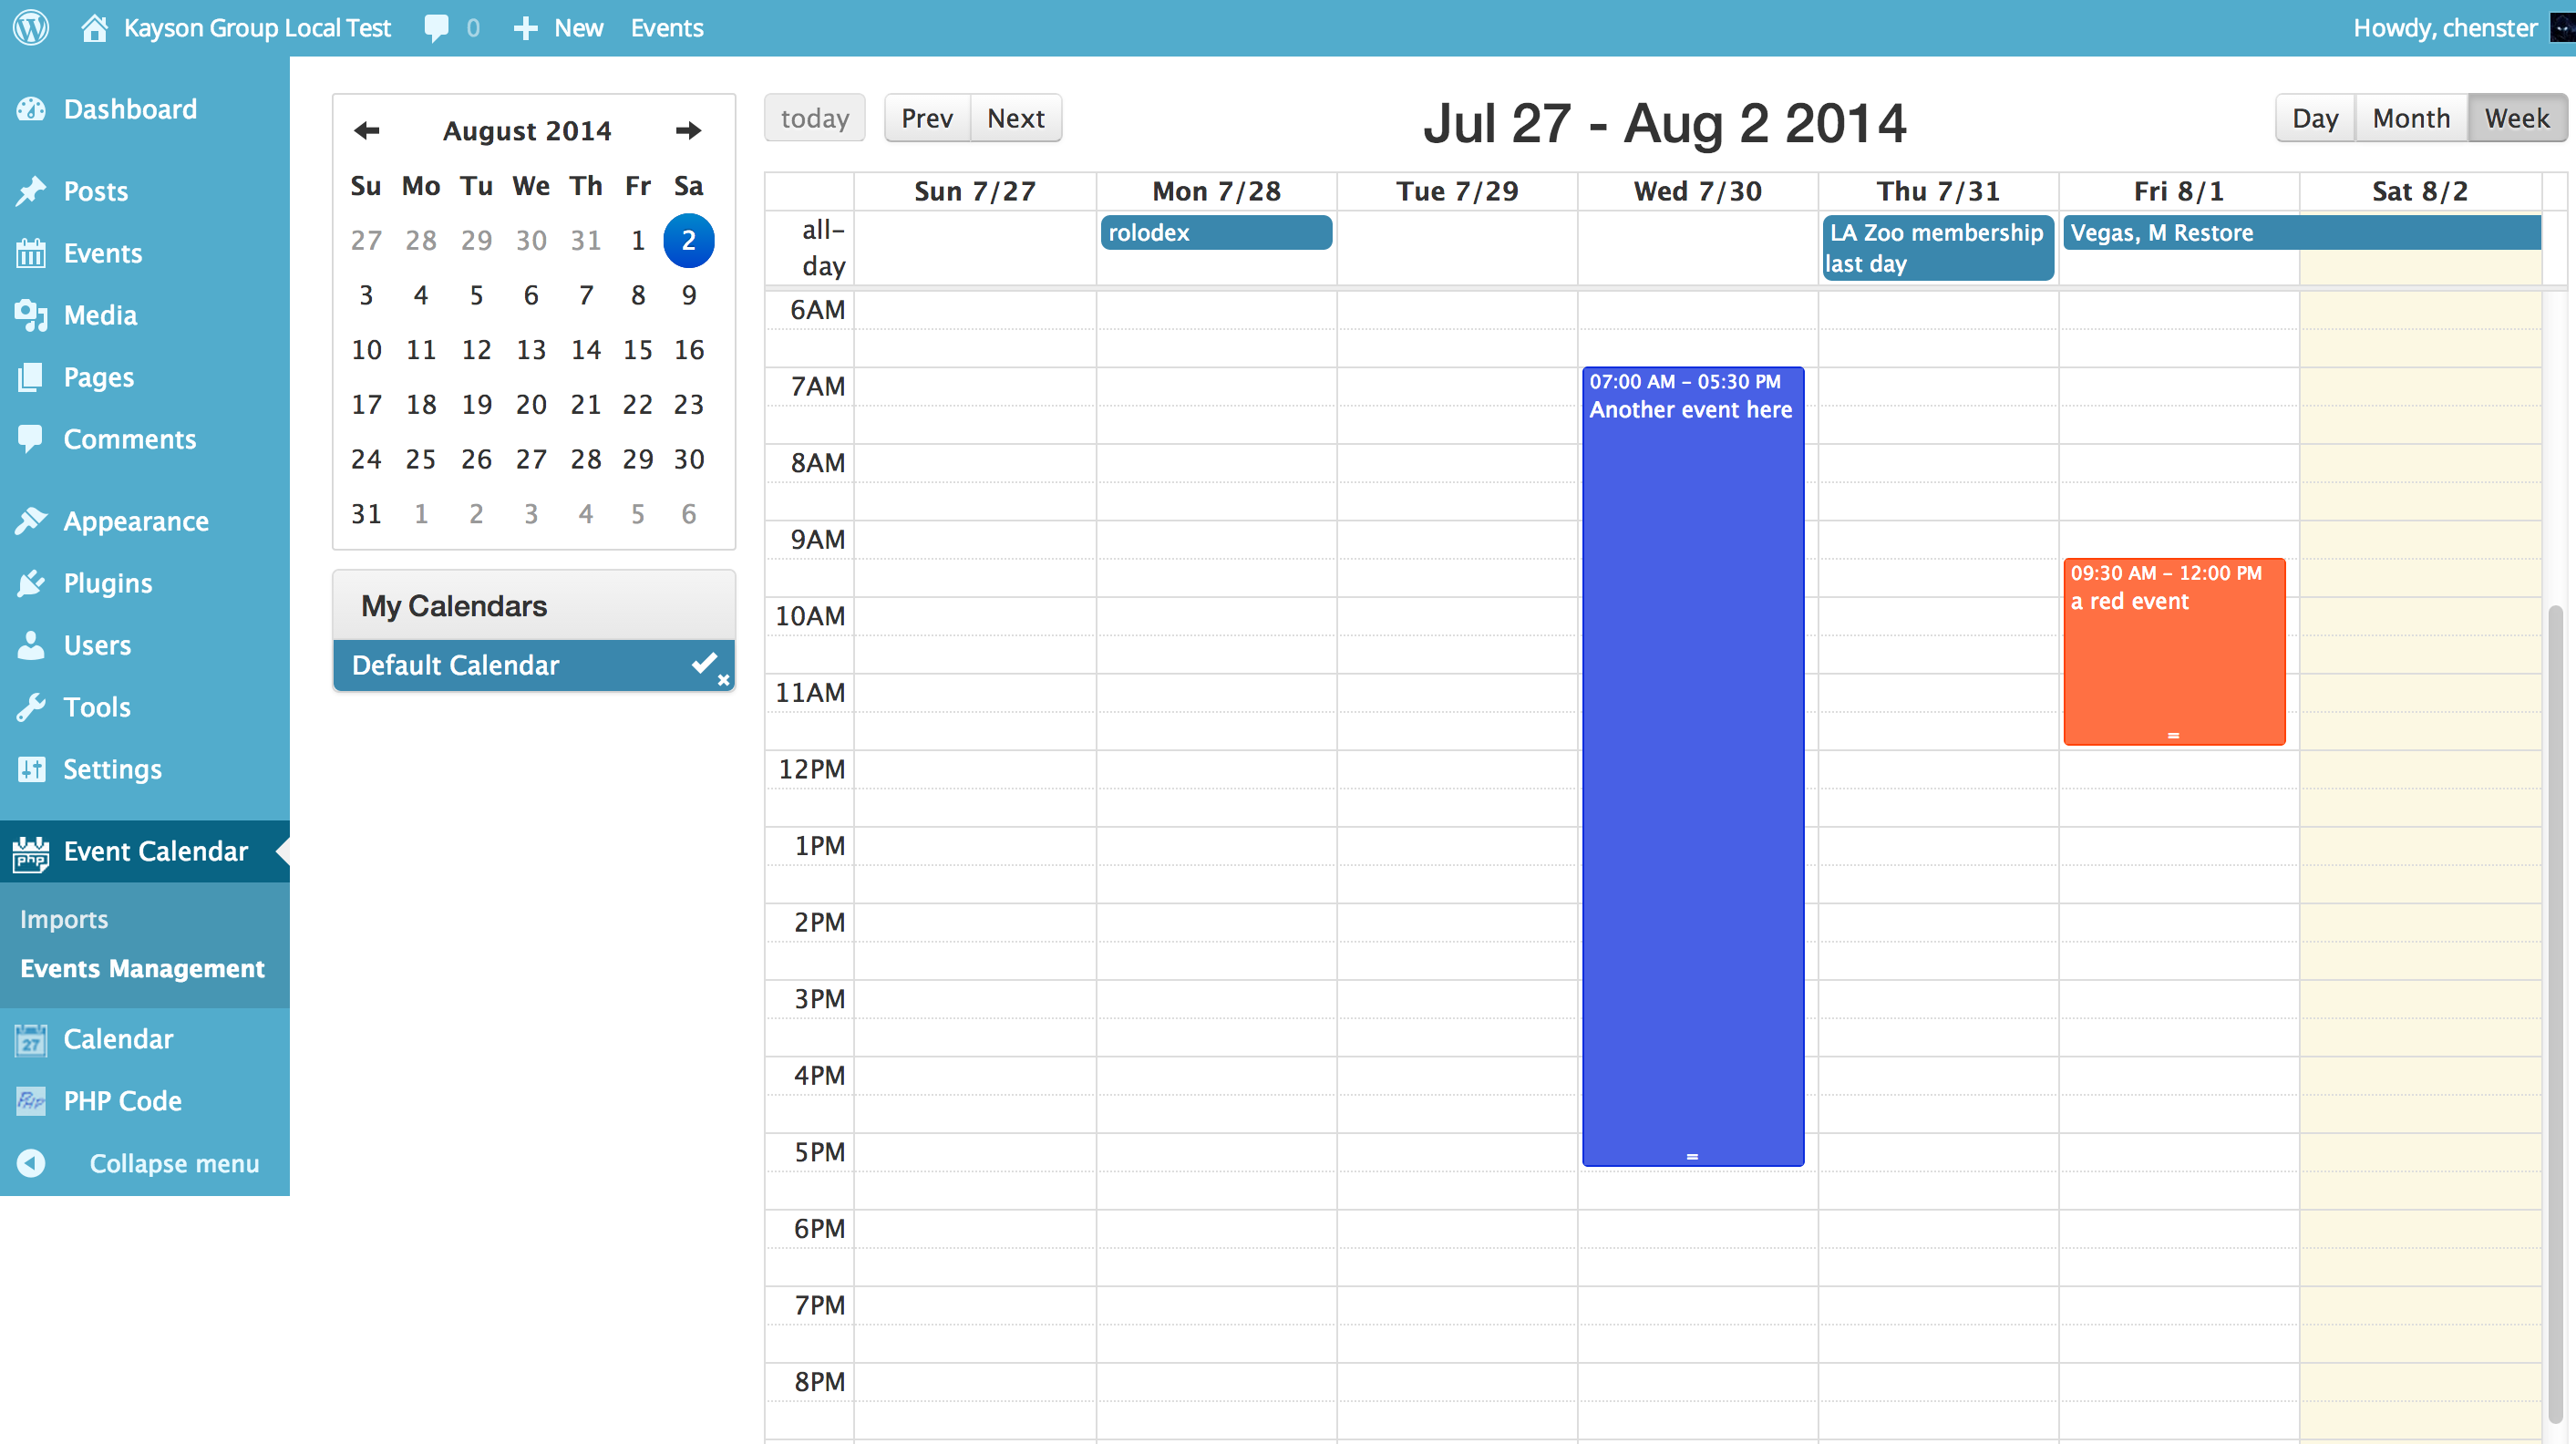 Kayson Group Local Test 0 New Events Howdy, chenster
Dashboard
Posts
Events
Media
Pages
Comments
Appearance
Plugins
Users
Tools
Settings
php
Event Calendar
Imports
Events Management
27
Calendar
PHP
PHP Code
Collapse menu
August 2014
Su Mo Tu We Th Fr Sa
27 28 29 30 31 1 2
3 4 5 6 7 8 9
10 11 12 13 14 15 16
17 18 19 20 21 22 23
24 25 26 27 28 29 30
31 1 2 3 4 5 6
My Calendars
Default Calendar
today Prev Next Jul 27 - Aug 2 2014 Day Month Week
Sun 7/27 Mon 7/28 Tue 7/29 Wed 7/30 Thu 7/31 Fri 8/1 Sat 8/2
all-
day
rolodex
LA Zoo membership
last day
Vegas, M Restore
6AM
7AM
8AM
9AM
10AM
11AM
12PM
1PM
2PM
3PM
4PM
5PM
6PM
7PM
8PM
07:00 AM - 05:30 PM
Another event here
=
09:30 AM - 12:00 PM
a red event
=